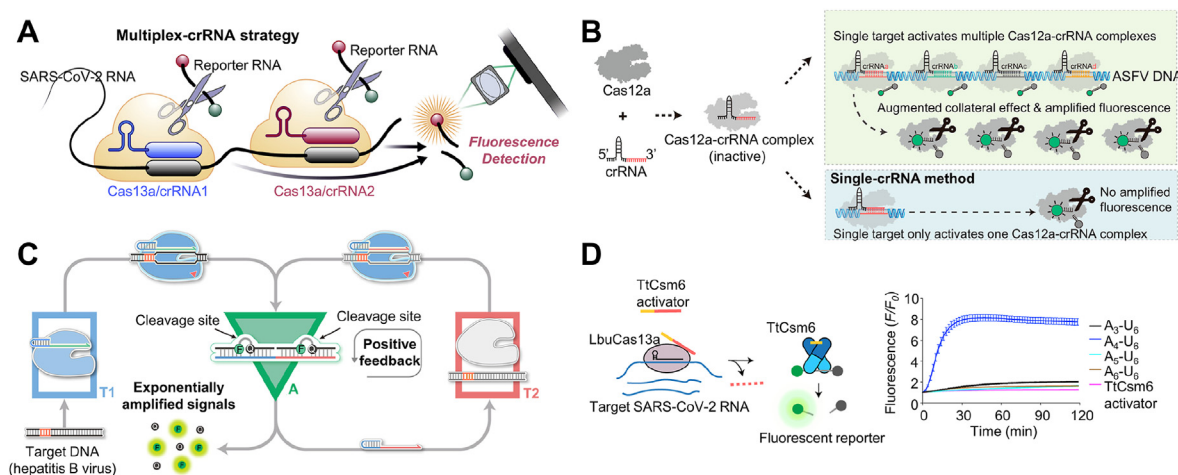 A
Multiplex-crRNA strategy
SARS-CoV-2 RNA
Reporter RNA
Reporter RNA
Fluorescence
Detection
Cas13a/crRNA1
Cas13a/crRNA2
B
Cas12a
+
5' 3'
crRNA
Cas12a-crRNA complex
(inactive)
Single target activates multiple Cas12a-crRNA complexes
crRNAa
crRNAb
crRNAc
crRNAd
ASFV DNA
Augmented collateral effect & amplified fluorescence
Single-crRNA method
No amplified
fluorescence
Single target only activates one Cas12a-crRNA complex
C
Cleavage site
Cleavage site
F
Q
F
Q
Positive
feedback
T1
A
T2
Exponentially
amplified signals
Q
F
Q
F
Q
F
Q
F
Q
Target DNA
(hepatitis B virus)
D
TtCsm6
activator
LbuCas13a
TtCsm6
Target SARS-CoV-2 RNA
Fluorescent reporter
Fluorescence (F/F0)
10
8
6
4
2
0
0 30 60 90 120
Time (min)
A3-U6
A4-U6
A5-U6
A6-U6
TtCsm6
activator